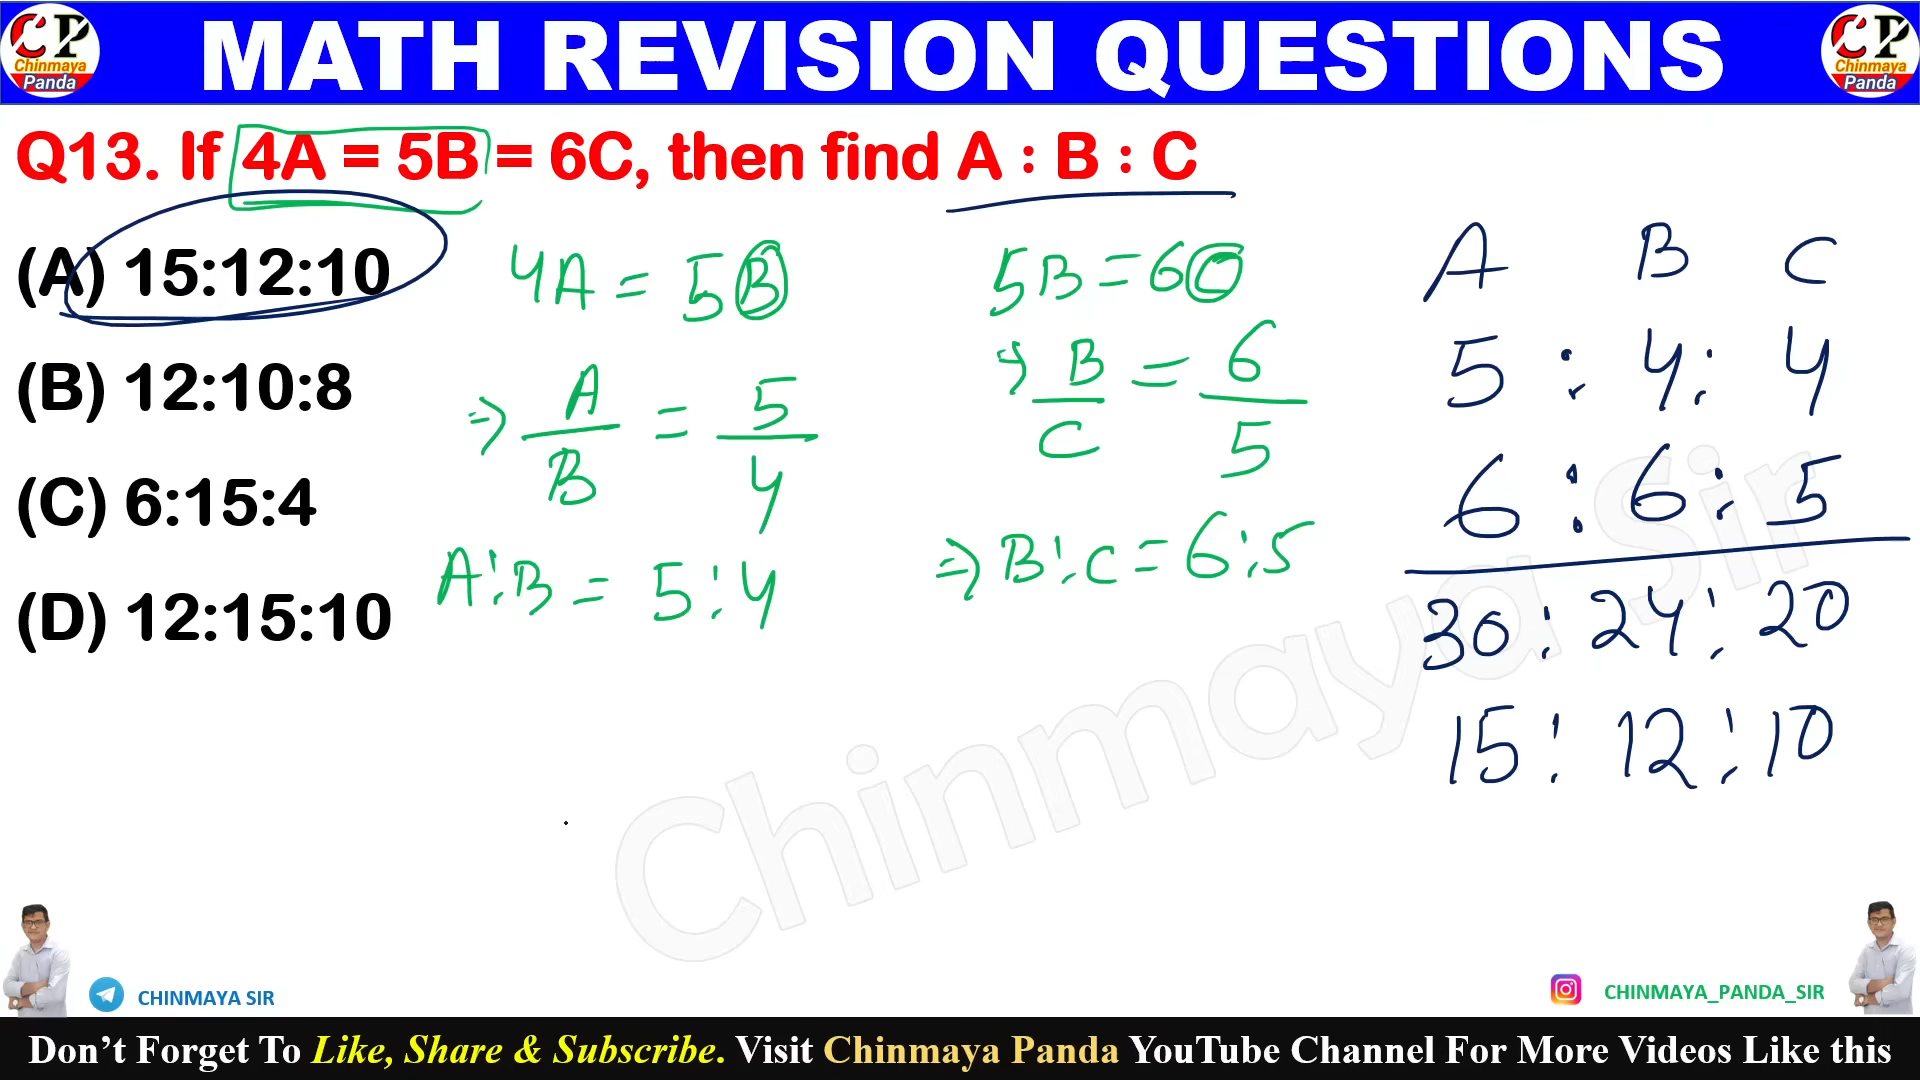 CP Chinmaya Panda
MATH REVISION QUESTIONS
CP Chinmaya Panda
Q13. If 4A = 5B = 6C, then find A : B : C
(A) 15:12:10
(B) 12:10:8
(C) 6:15:4
(D) 12:15:10
4A = 5B
⇒ A/B = 5/4
A:B = 5:4
5B = 6C
⇒ B/C = 6/5
⇒ B:C = 6:5
A B C
5 : 4 : 4
6 : 6 : 5
30 : 24 : 20
15 : 12 : 10
Chinmaya Sir
CHINMAYA SIR
CHINMAYA_PANDA_SIR
Don’t Forget To Like, Share & Subscribe. Visit Chinmaya Panda YouTube Channel For More Videos Like this